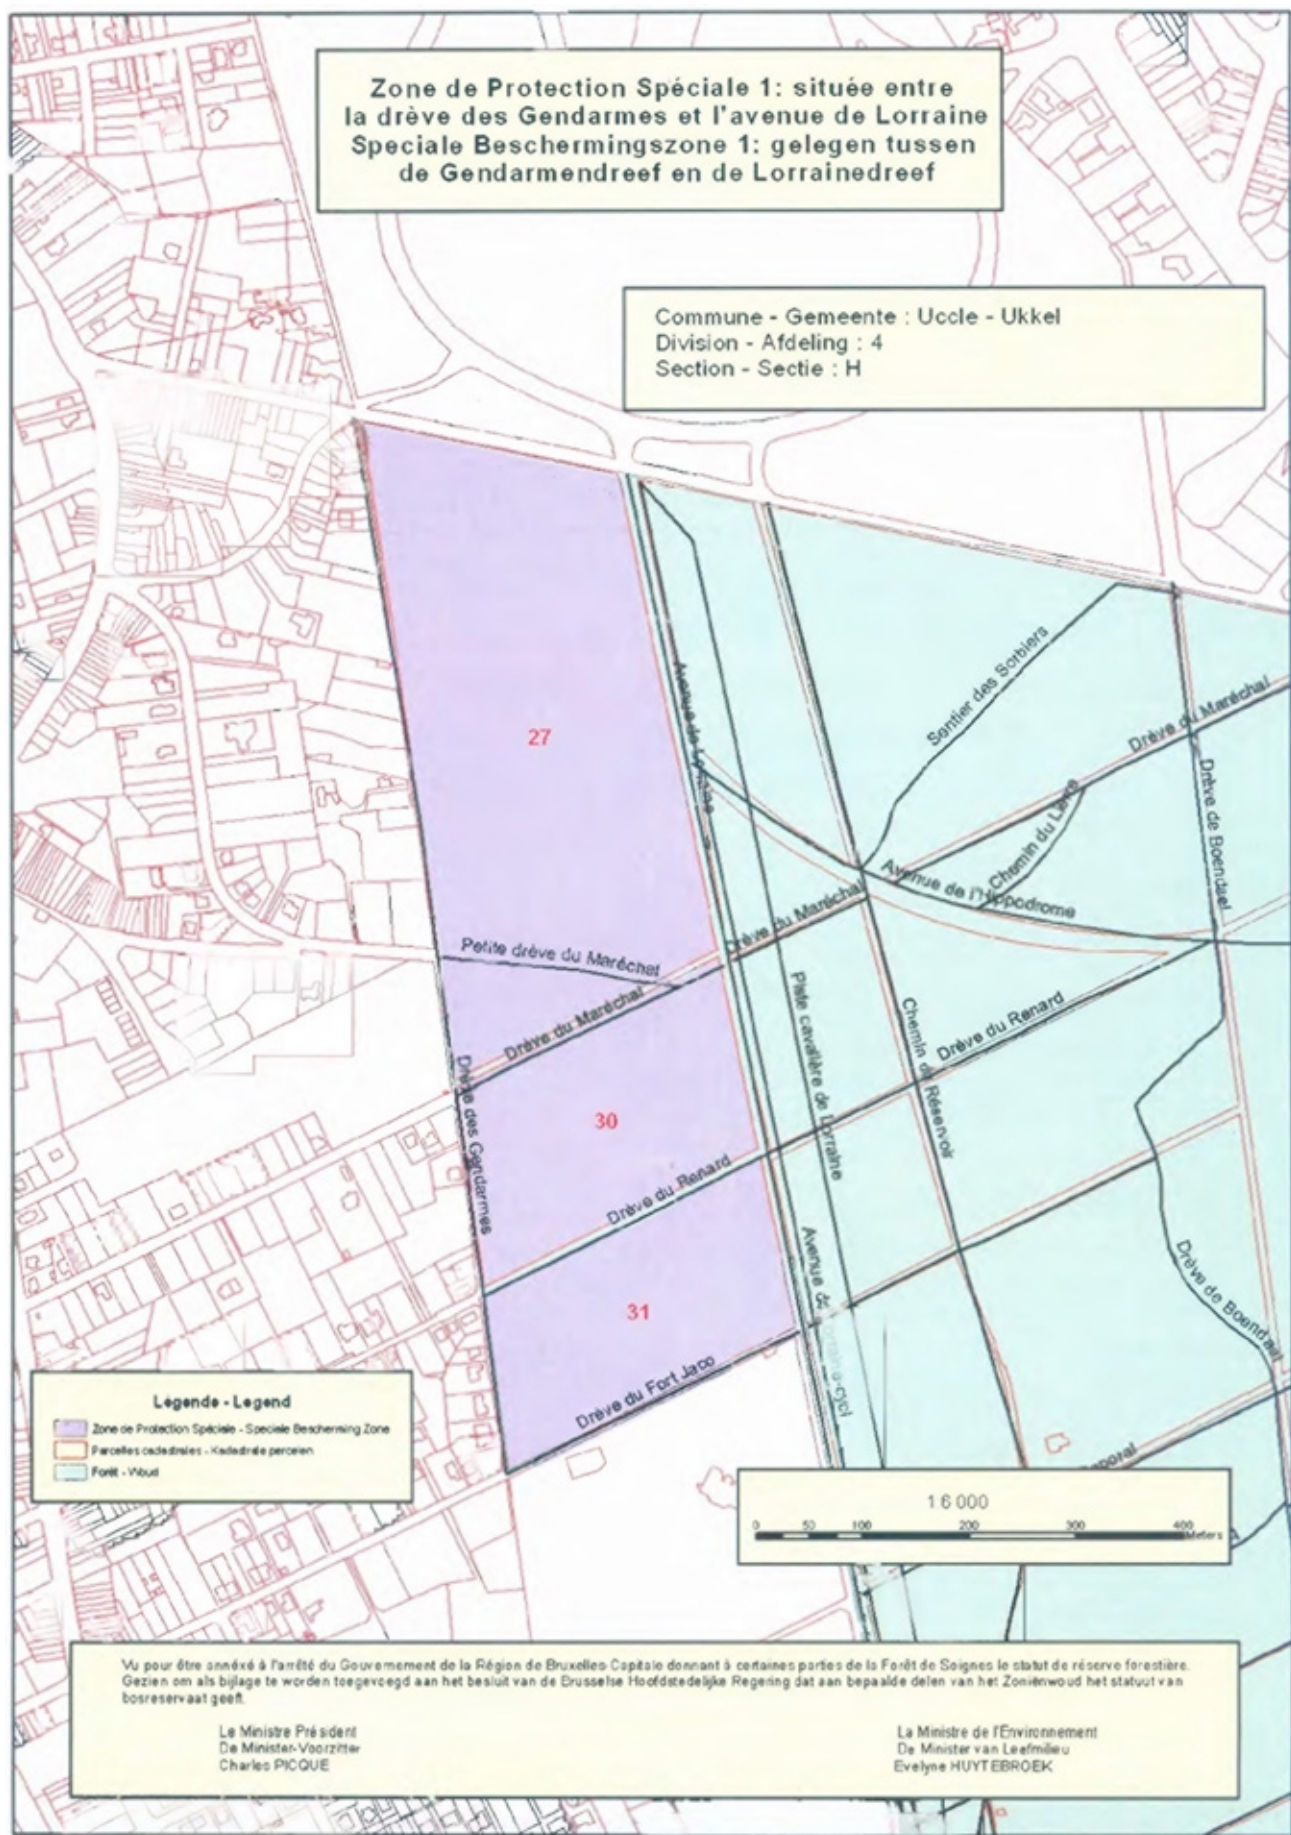 Zone de Protection Spéciale 1: située entre
la drève des Gendarmes et l'avenue de Lorraine
Speciale Beschermingszone 1: gelegen tussen
de Gendarmendreef en de Lorrainedreef
Commune - Gemeente : Uccle - Ukkel
Division - Afdeling : 4
Section - Sectie : H
27
Avenue de Lorraine
Sentier des Sorbiers
Drève du Maréchal
Drève de Boendael
Chemin du Lièvre
Avenue de l'Hippodrome
Drève du Maréchal
Petite drève du Maréchal
Drève du Maréchal
Piste cavalière de Lorraine
Chemin du Réservoir
Drève du Renard
Drève des Gendarmes
30
Drève du Renard
Avenue de Lorraine-cycl
Drève de Boendael
31
Drève du Fort Jaco
Caporal
Légende - Legend
Zone de Protection Spéciale - Speciale Bescherming Zone
Parcelles cadastrales - Kadastrale percelen
Forêt - Woud
1:6 000
0 50 100 200 300 400
Meters
Vu pour être annéxé à l'arrêté du Gouvernement de la Région de Bruxelles-Capitale donnant à certaines parties de la Forêt de Soignes le statut de réserve forestière.
Gezien om als bijlage te worden toegevoegd aan het besluit van de Brusselse Hoofdstedelijke Regering dat aan bepaalde delen van het Zoniënwoud het statuut van
bosreservaat geeft.
Le Ministre Président
De Minister-Voorzitter
Charles PICQUE
La Ministre de l'Environnement
De Minister van Leefmilieu
Evelyne HUYTEBROEK